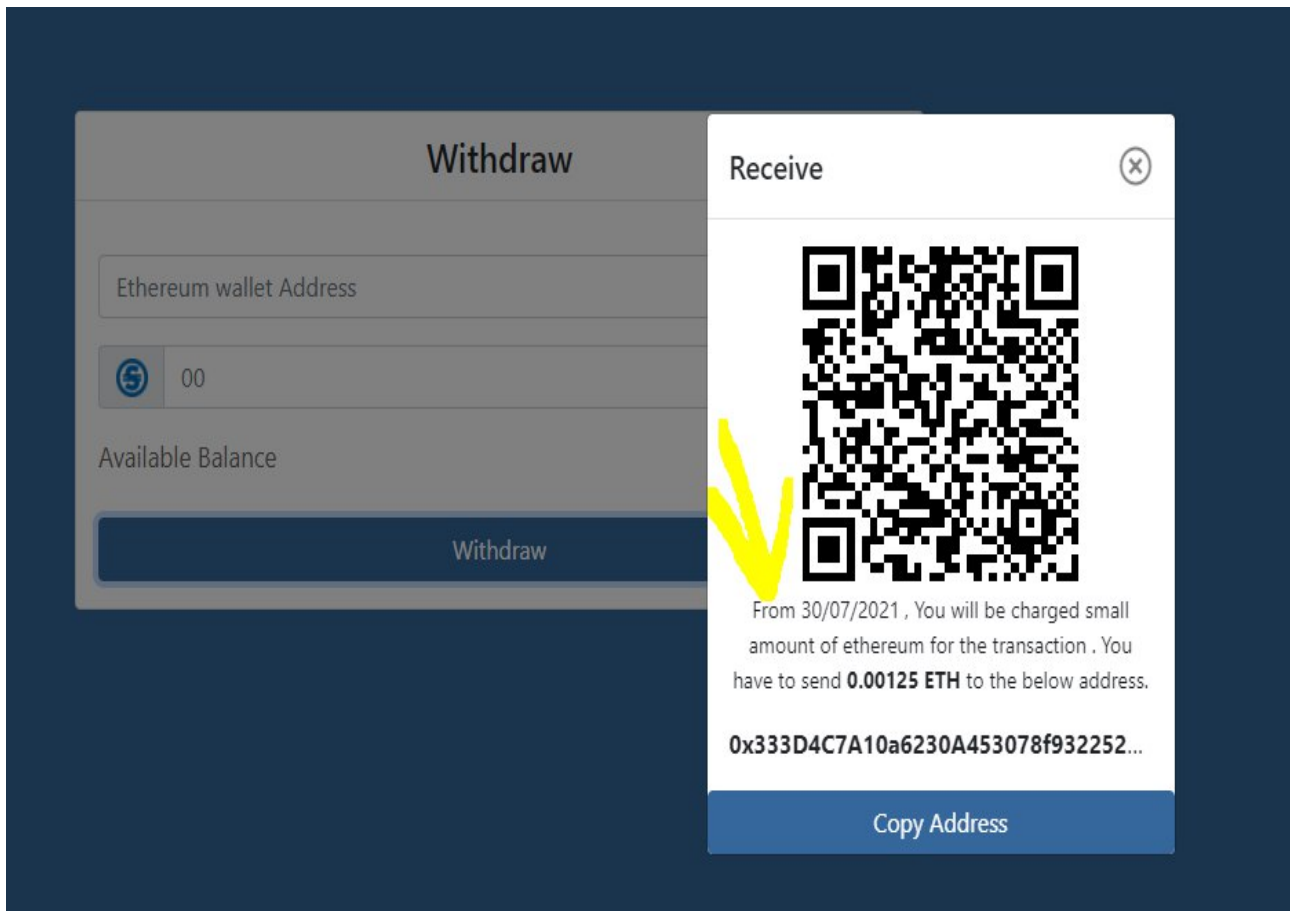 Withdraw
Ethereum wallet Address
00
Available Balance
Withdraw
Receive
From 30/07/2021 , You will be charged small
amount of ethereum for the transaction . You
have to send 0.00125 ETH to the below address.
0x333D4C7A10a6230A453078f932252...
Copy Address